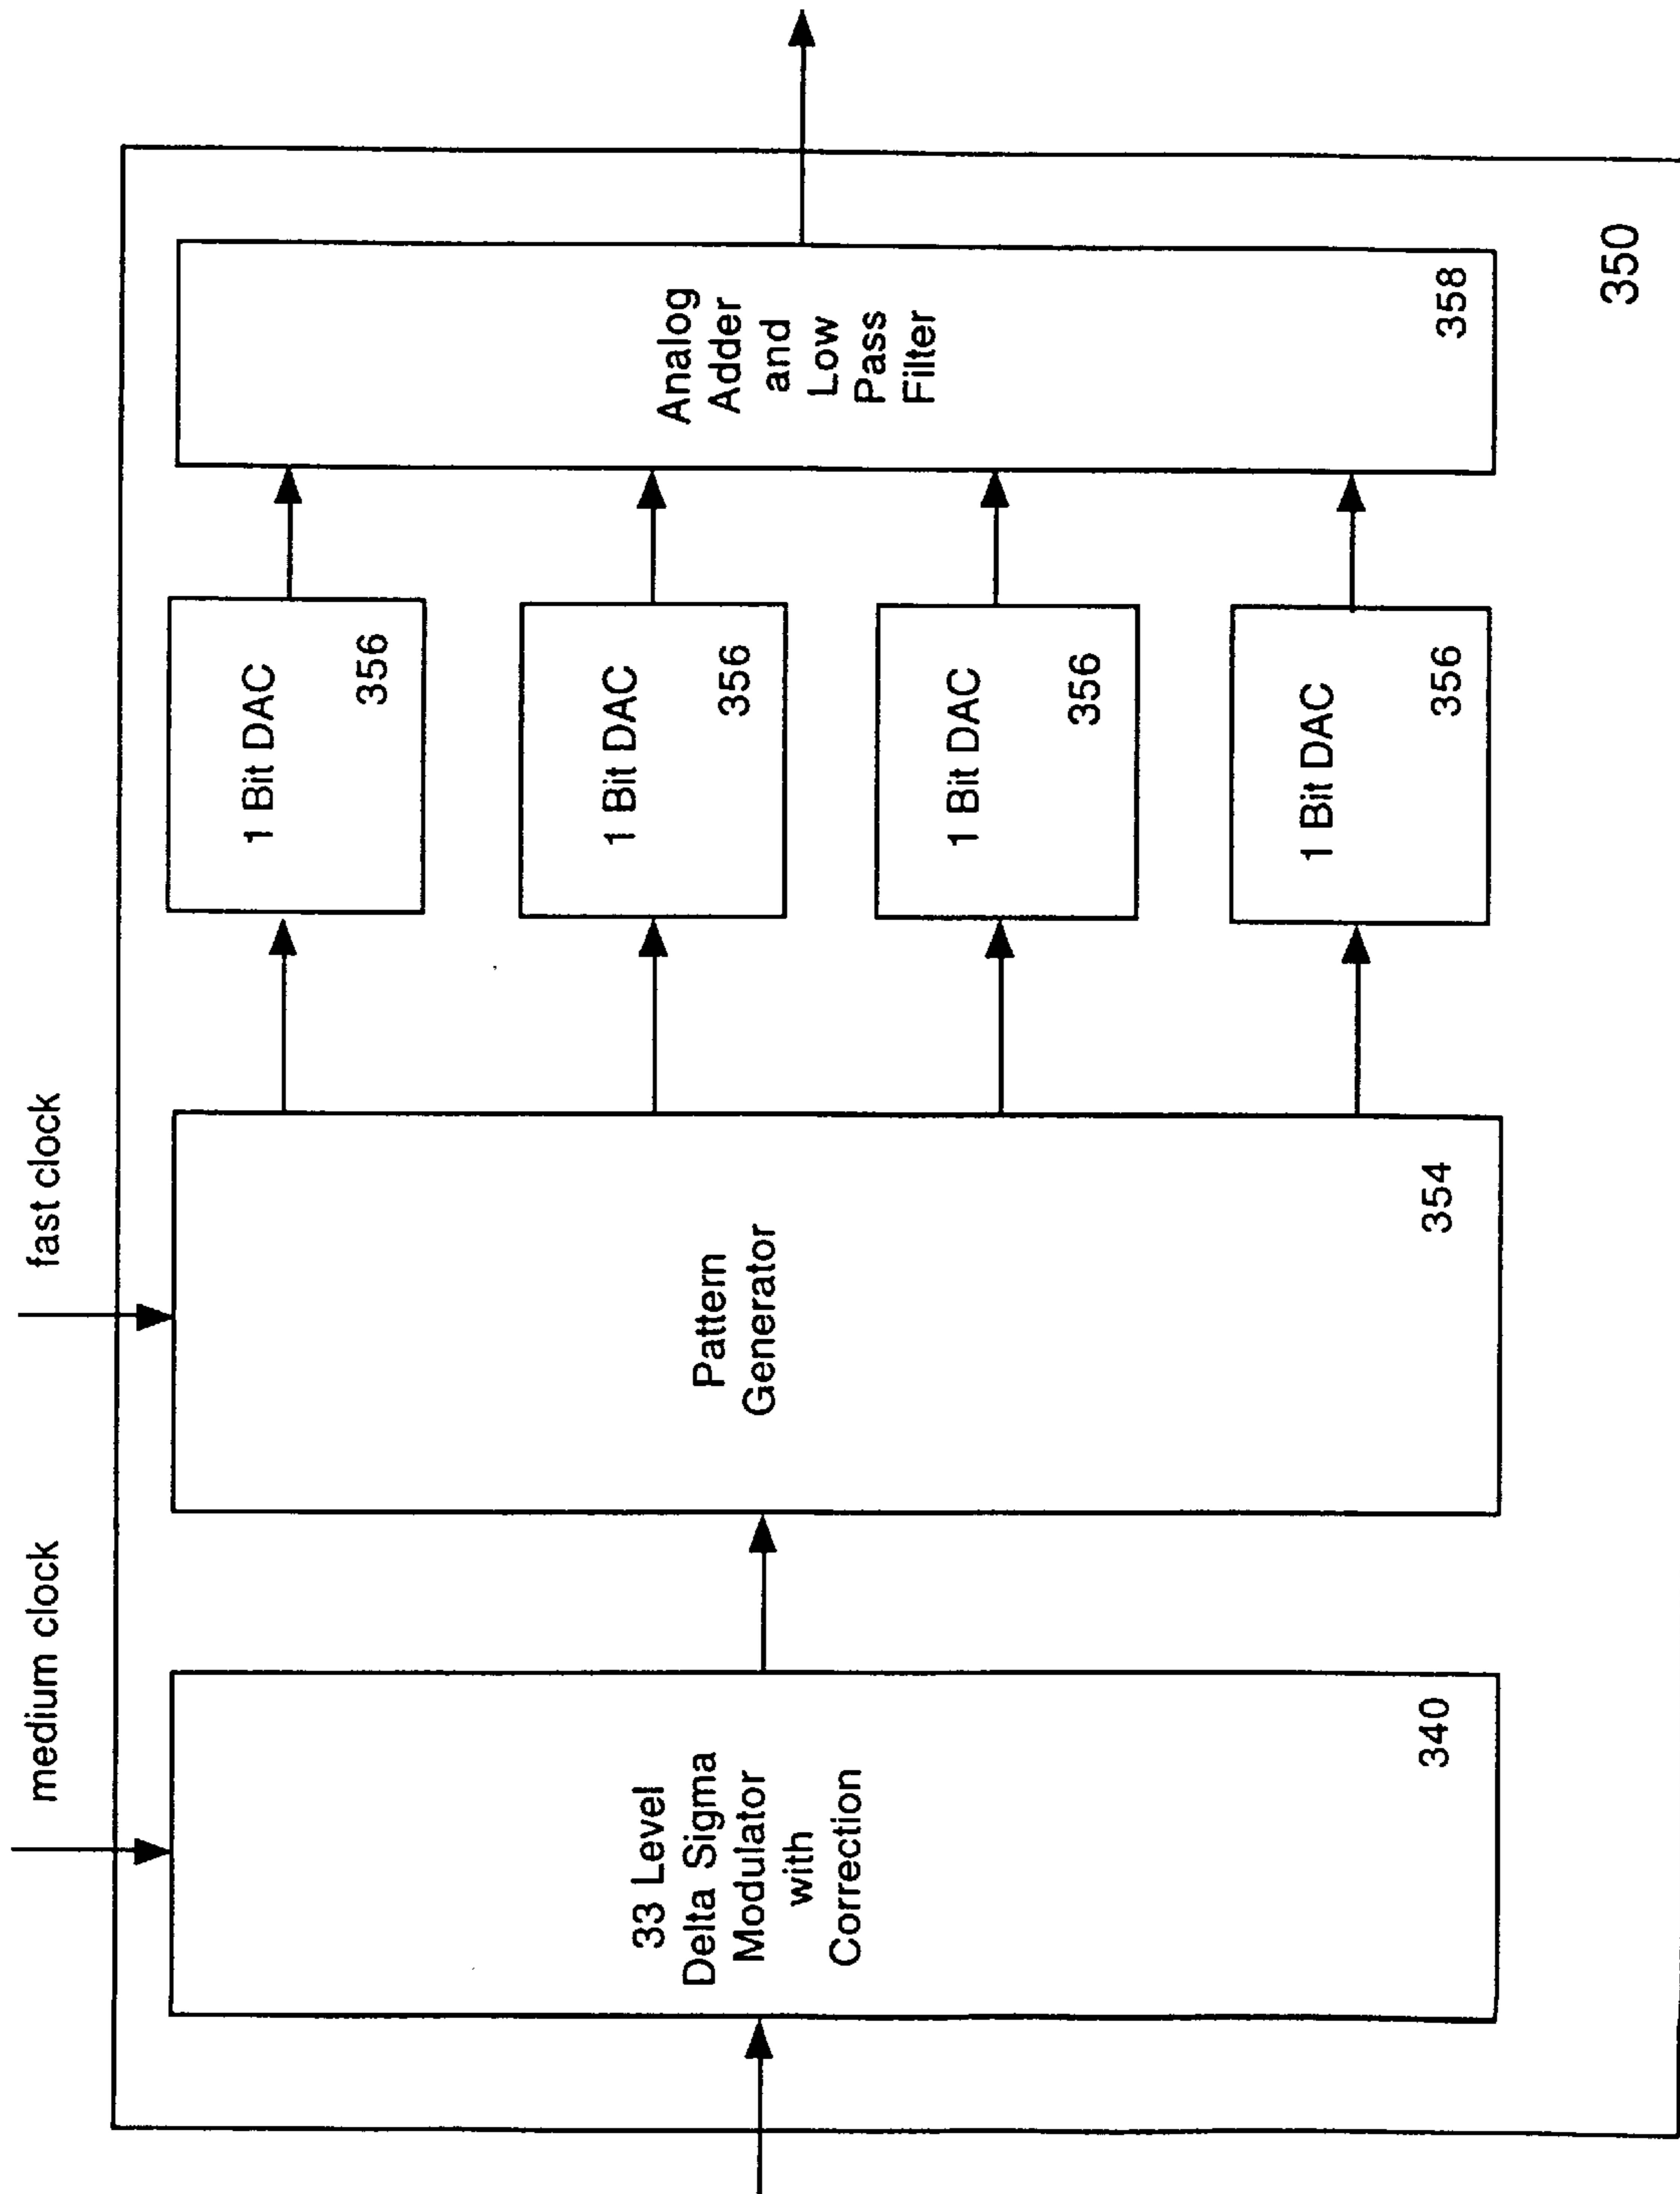 medium clock
fast clock
33 Level
Delta Sigma
Modulator
with
Correction
340
Pattern
Generator
354
1 Bit DAC
356
1 Bit DAC
356
1 Bit DAC
356
1 Bit DAC
356
Analog
Adder
and
Low
Pass
Filter
358
350